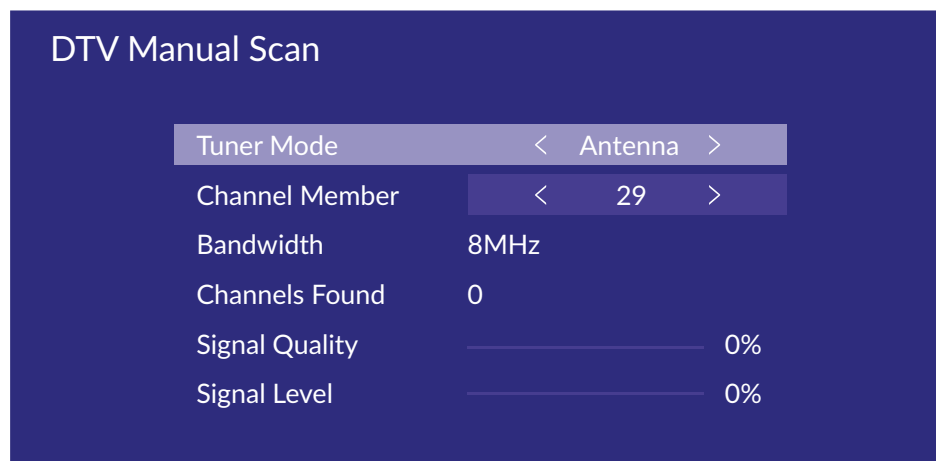 DTV Manual Scan
Tuner Mode < Antenna >
Channel Member < 29 >
Bandwidth 8MHz
Channels Found 0
Signal Quality 0%
Signal Level 0%